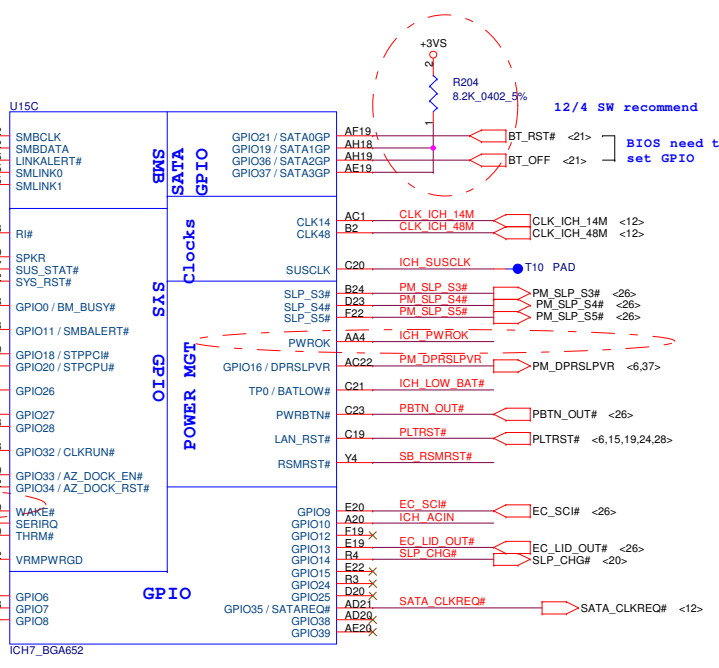 +3VS
2
R204
8.2K_0402_5%
1
12/4 SW recommend
BIOS need t
set GPIO
U15C
SMBCLK
SMBDATA
LINKALERT#
SMLINK0
SMLINK1
SMB
SATA
GPIO
GPIO21 / SATA0GP AF19 BT_RST# <21>
GPIO19 / SATA1GP AH18
GPIO36 / SATA2GP AH19 BT_OFF <21>
GPIO37 / SATA3GP AE19
RI#
SPKR
SUS_STAT#
SYS_RST#
GPIO0 / BM_BUSY#
GPIO11 / SMBALERT#
GPIO18 / STPPCI#
GPIO20 / STPCPU#
GPIO26
GPIO27
GPIO28
GPIO32 / CLKRUN#
GPIO33 / AZ_DOCK_EN#
GPIO34 / AZ_DOCK_RST#
WAKE#
SERIRQ
THRM#
VRMPWRGD
SYS
GPIO
Clocks
CLK14 AC1 CLK_ICH_14M CLK_ICH_14M <12>
CLK48 B2 CLK_ICH_48M CLK_ICH_48M <12>
SUSCLK C20 ICH_SUSCLK T10 PAD
POWER MGT
SLP_S3# B24 PM_SLP_S3# PM_SLP_S3# <26>
SLP_S4# D23 PM_SLP_S4# PM_SLP_S4# <26>
SLP_S5# F22 PM_SLP_S5# PM_SLP_S5# <26>
PWROK AA4 ICH_PWROK
GPIO16 / DPRSLPVR AC22 PM_DPRSLPVR PM_DPRSLPVR <6,37>
TP0 / BATLOW# C21 ICH_LOW_BAT#
PWRBTN# C23 PBTN_OUT# PBTN_OUT# <26>
LAN_RST# C19 PLTRST# PLTRST# <6,15,19,24,28>
RSMRST# Y4 SB_RSMRST#
GPIO
GPIO6
GPIO7
GPIO8
GPIO9 E20 EC_SCI# EC_SCI# <26>
GPIO10 A20 ICH_ACIN
GPIO12 F19
GPIO13 E19 EC_LID_OUT# EC_LID_OUT# <26>
GPIO14 R4 SLP_CHG# SLP_CHG# <20>
GPIO15 E22
GPIO24 R3
GPIO25 D20
GPIO35 / SATAREQ# AD21 SATA_CLKREQ# SATA_CLKREQ# <12>
GPIO38 AD20
GPIO39 AE20
ICH7_BGA652